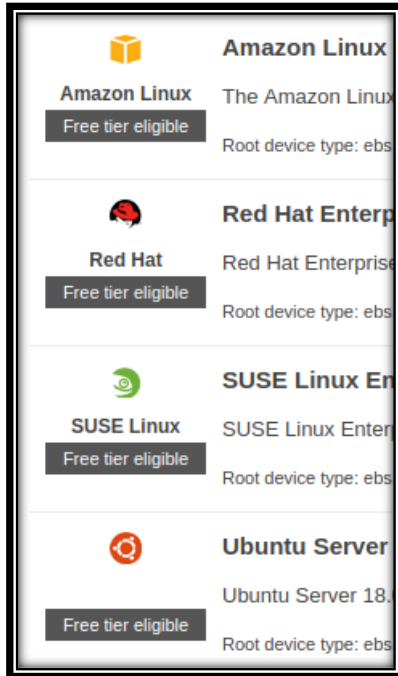 Amazon Linux
Amazon Linux
The Amazon Linux
Free tier eligible
Root device type: ebs
Red Hat Enterp
Red Hat
Red Hat Enterprise
Free tier eligible
Root device type: ebs
SUSE Linux En
SUSE Linux
SUSE Linux Enter
Free tier eligible
Root device type: ebs
Ubuntu Server
Ubuntu Server 18.
Free tier eligible
Root device type: ebs